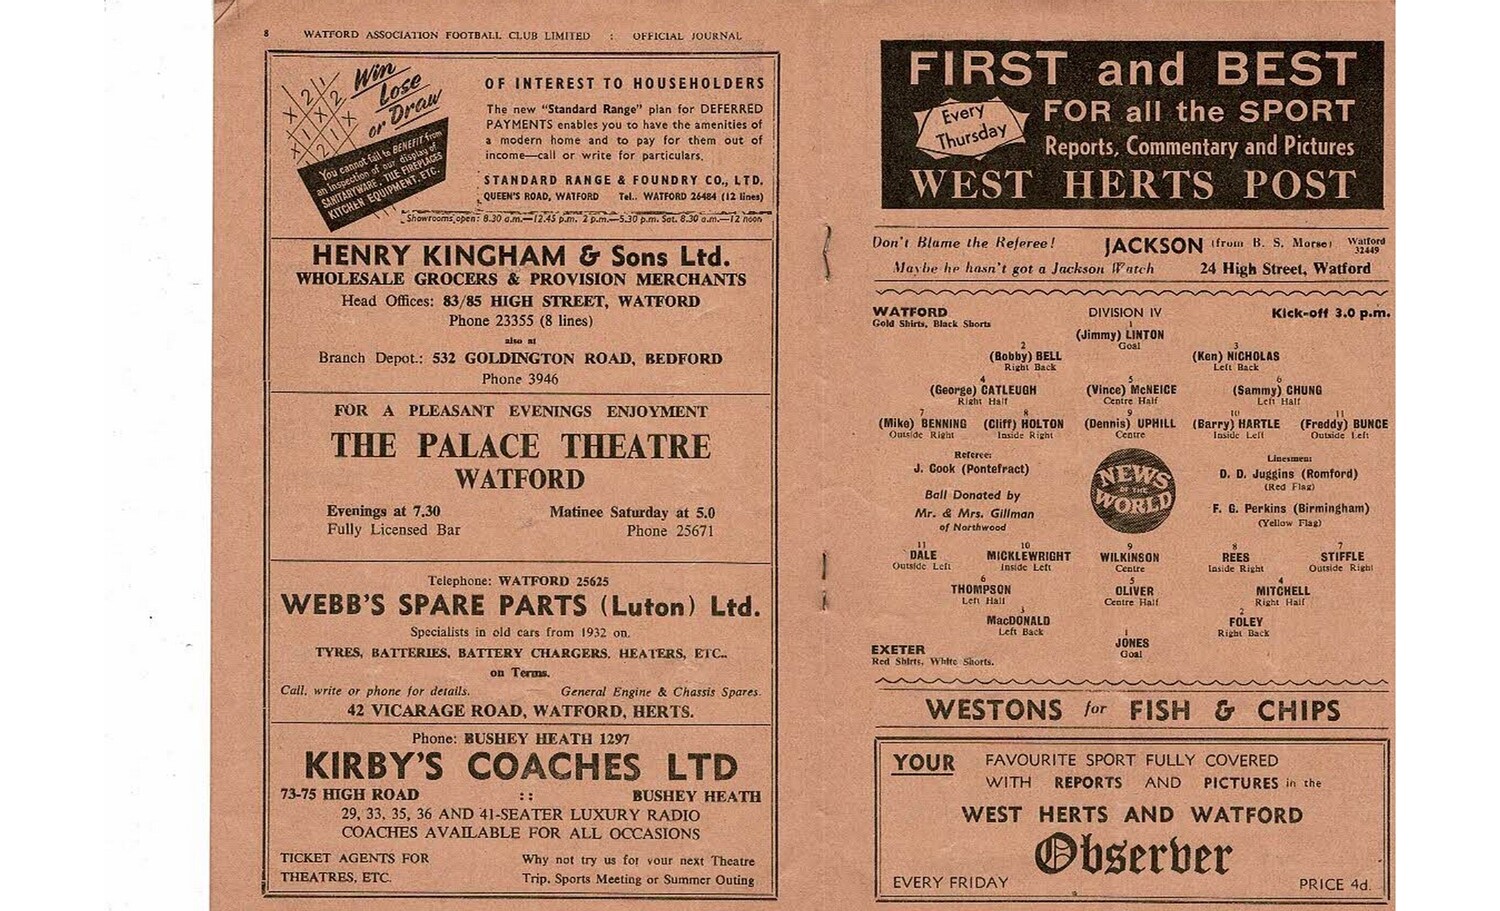 8 WATFORD ASSOCIATION FOOTBALL CLUB LIMITED : OFFICIAL JOURNAL
Win
Lose
or Draw
You cannot fail to BENEFIT from
an inspection of our display of
SANITARYWARE, TILE FIREPLACES
KITCHEN EQUIPMENT, ETC.
OF INTEREST TO HOUSEHOLDERS
The new "Standard Range" plan for DEFERRED
PAYMENTS enables you to have the amenities of
a modern home and to pay for them out of
income—call or write for particulars.
STANDARD RANGE & FOUNDRY CO., LTD.
QUEEN'S ROAD, WATFORD Tel.. WATFORD 26484 (12 lines)
Showrooms open: 8.30 a.m.—12.45 p.m. 2 p.m.—5.30 p.m. Sat. 8.30 a.m.—12 noon
HENRY KINGHAM & Sons Ltd.
WHOLESALE GROCERS & PROVISION MERCHANTS
Head Offices: 83/85 HIGH STREET, WATFORD
Phone 23355 (8 lines)
also at
Branch Depot.: 532 GOLDINGTON ROAD, BEDFORD
Phone 3946
FOR A PLEASANT EVENINGS ENJOYMENT
THE PALACE THEATRE
WATFORD
Evenings at 7.30 Matinee Saturday at 5.0
Fully Licensed Bar Phone 25671
Telephone: WATFORD 25625
WEBB'S SPARE PARTS (Luton) Ltd.
Specialists in old cars from 1932 on.
TYRES, BATTERIES, BATTERY CHARGERS, HEATERS, ETC..
on Terms.
Call, write or phone for details. General Engine & Chassis Spares.
42 VICARAGE ROAD, WATFORD, HERTS.
Phone: BUSHEY HEATH 1297
KIRBY'S COACHES LTD
73-75 HIGH ROAD :: BUSHEY HEATH
29, 33, 35, 36 AND 41-SEATER LUXURY RADIO
COACHES AVAILABLE FOR ALL OCCASIONS
TICKET AGENTS FOR Why not try us for your next Theatre
THEATRES, ETC. Trip, Sports Meeting or Summer Outing
FIRST and BEST
Every
Thursday
FOR all the SPORT
Reports, Commentary and Pictures
WEST HERTS POST
Don't Blame the Referee! JACKSON (from B. S. Morse) Watford
32449
Maybe he hasn't got a Jackson Watch 24 High Street, Watford
WATFORD DIVISION IV Kick-off 3.0 p.m.
Gold Shirts, Black Shorts
1
(Jimmy) LINTON
Goal
2 3
(Bobby) BELL (Ken) NICHOLAS
Right Back Left Back
4 5 6
(George) CATLEUGH (Vince) McNEICE (Sammy) CHUNG
Right Half Centre Half Left Half
7 8 9 10 11
(Mike) BENNING (Cliff) HOLTON (Dennis) UPHILL (Barry) HARTLE (Freddy) BUNCE
Outside Right Inside Right Centre Inside Left Outside Left
Referee: Linesmen:
J. Cook (Pontefract) D. D. Juggins (Romford)
(Red Flag)
Ball Donated by
Mr. & Mrs. Gillman
of Northwood
NEWS
OF THE
WORLD
F. G. Perkins (Birmingham)
(Yellow Flag)
11 10 9 8 7
DALE MICKLEWRIGHT WILKINSON REES STIFFLE
Outside Left Inside Left Centre Inside Right Outside Right
6 5 4
THOMPSON OLIVER MITCHELL
Left Half Centre Half Right Half
3 2
MacDONALD FOLEY
Left Back Right Back
1
JONES
Goal
EXETER
Red Shirts, White Shorts.
WESTONS for FISH & CHIPS
YOUR FAVOURITE SPORT FULLY COVERED
WITH REPORTS AND PICTURES in the
WEST HERTS AND WATFORD
Observer
EVERY FRIDAY PRICE 4d.